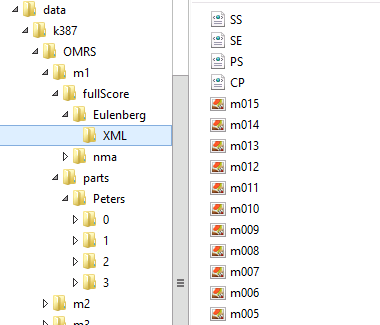 data
k387
OMRS
m1
fullScore
Eulenberg
XML
nma
parts
Peters
0
1
2
3
m2
SS
SE
PS
CP
m015
m014
m013
m012
m011
m010
m009
m008
m007
m006
m005